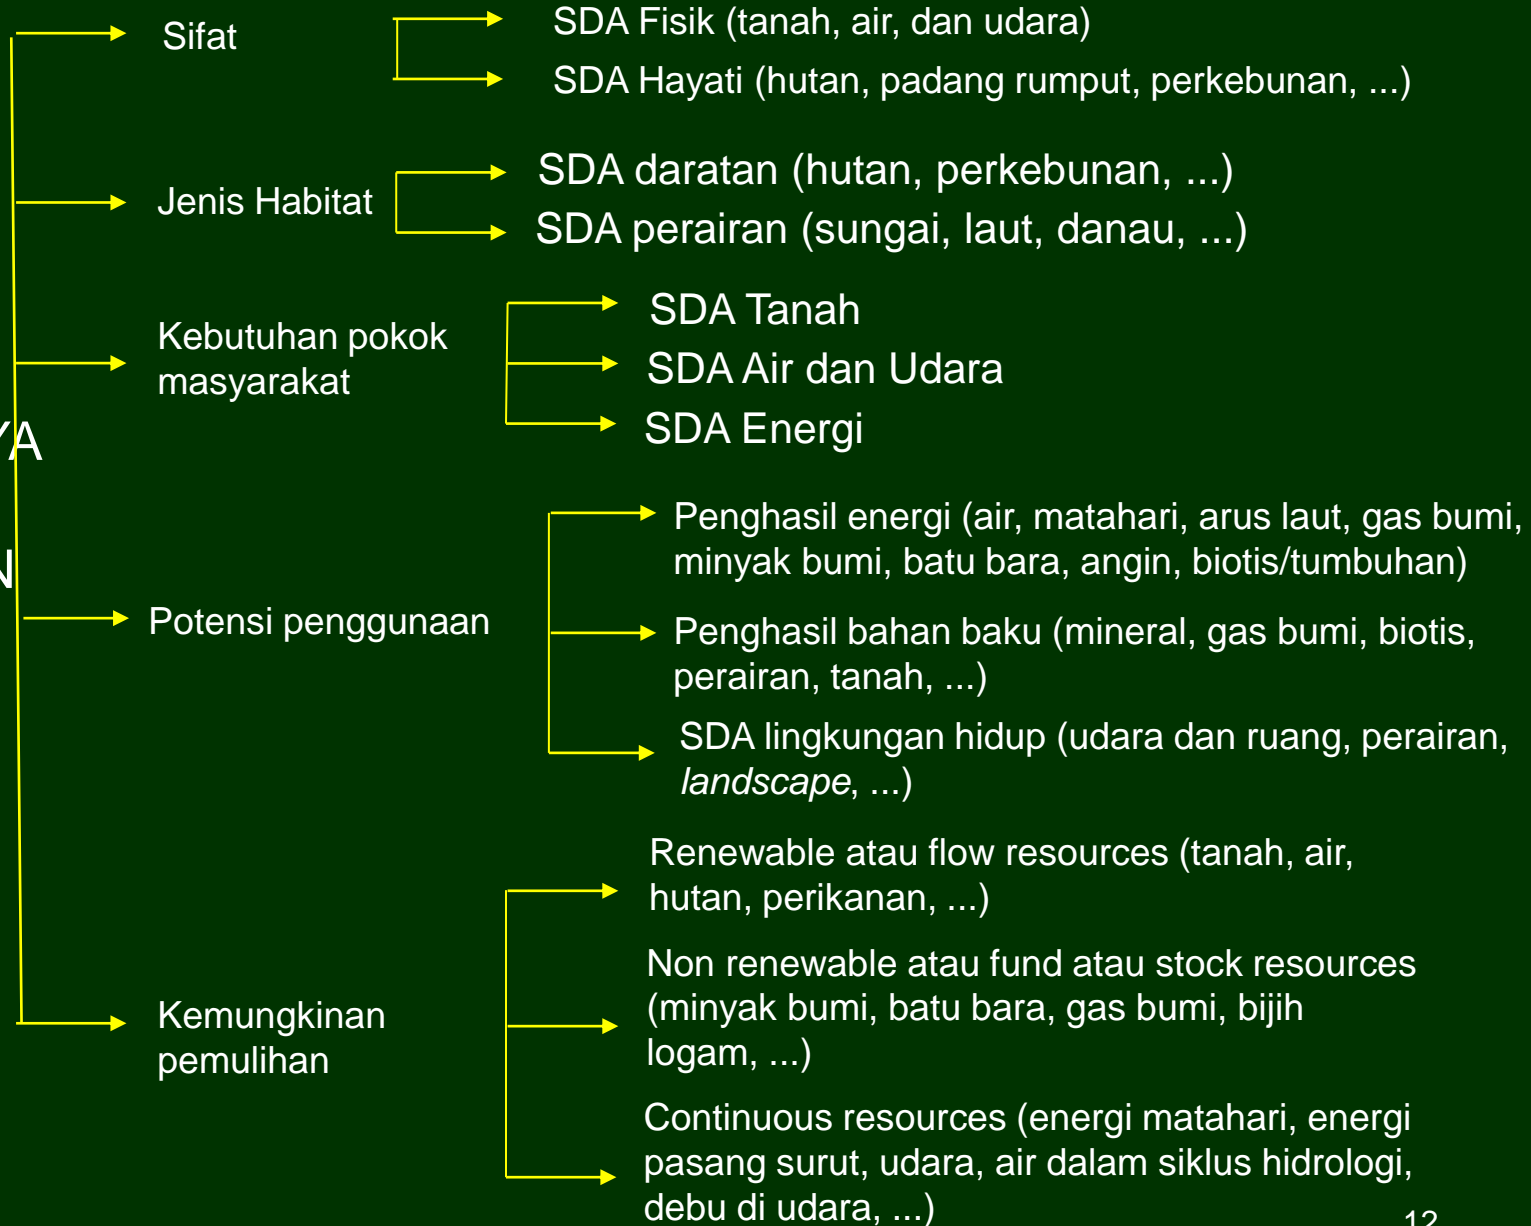 Sifat
SDA Fisik (tanah, air, dan udara)
SDA Hayati (hutan, padang rumput, perkebunan, ...)
Jenis Habitat
SDA daratan (hutan, perkebunan, ...)
SDA perairan (sungai, laut, danau, ...)
Kebutuhan pokok
masyarakat
SDA Tanah
SDA Air dan Udara
SDA Energi
YA
N
Potensi penggunaan
Penghasil energi (air, matahari, arus laut, gas bumi,
minyak bumi, batu bara, angin, biotis/tumbuhan)
Penghasil bahan baku (mineral, gas bumi, biotis,
perairan, tanah, ...)
SDA lingkungan hidup (udara dan ruang, perairan,
landscape, ...)
Kemungkinan
pemulihan
Renewable atau flow resources (tanah, air,
hutan, perikanan, ...)
Non renewable atau fund atau stock resources
(minyak bumi, batu bara, gas bumi, bijih
logam, ...)
Continuous resources (energi matahari, energi
pasang surut, udara, air dalam siklus hidrologi,
debu di udara, ...)
12